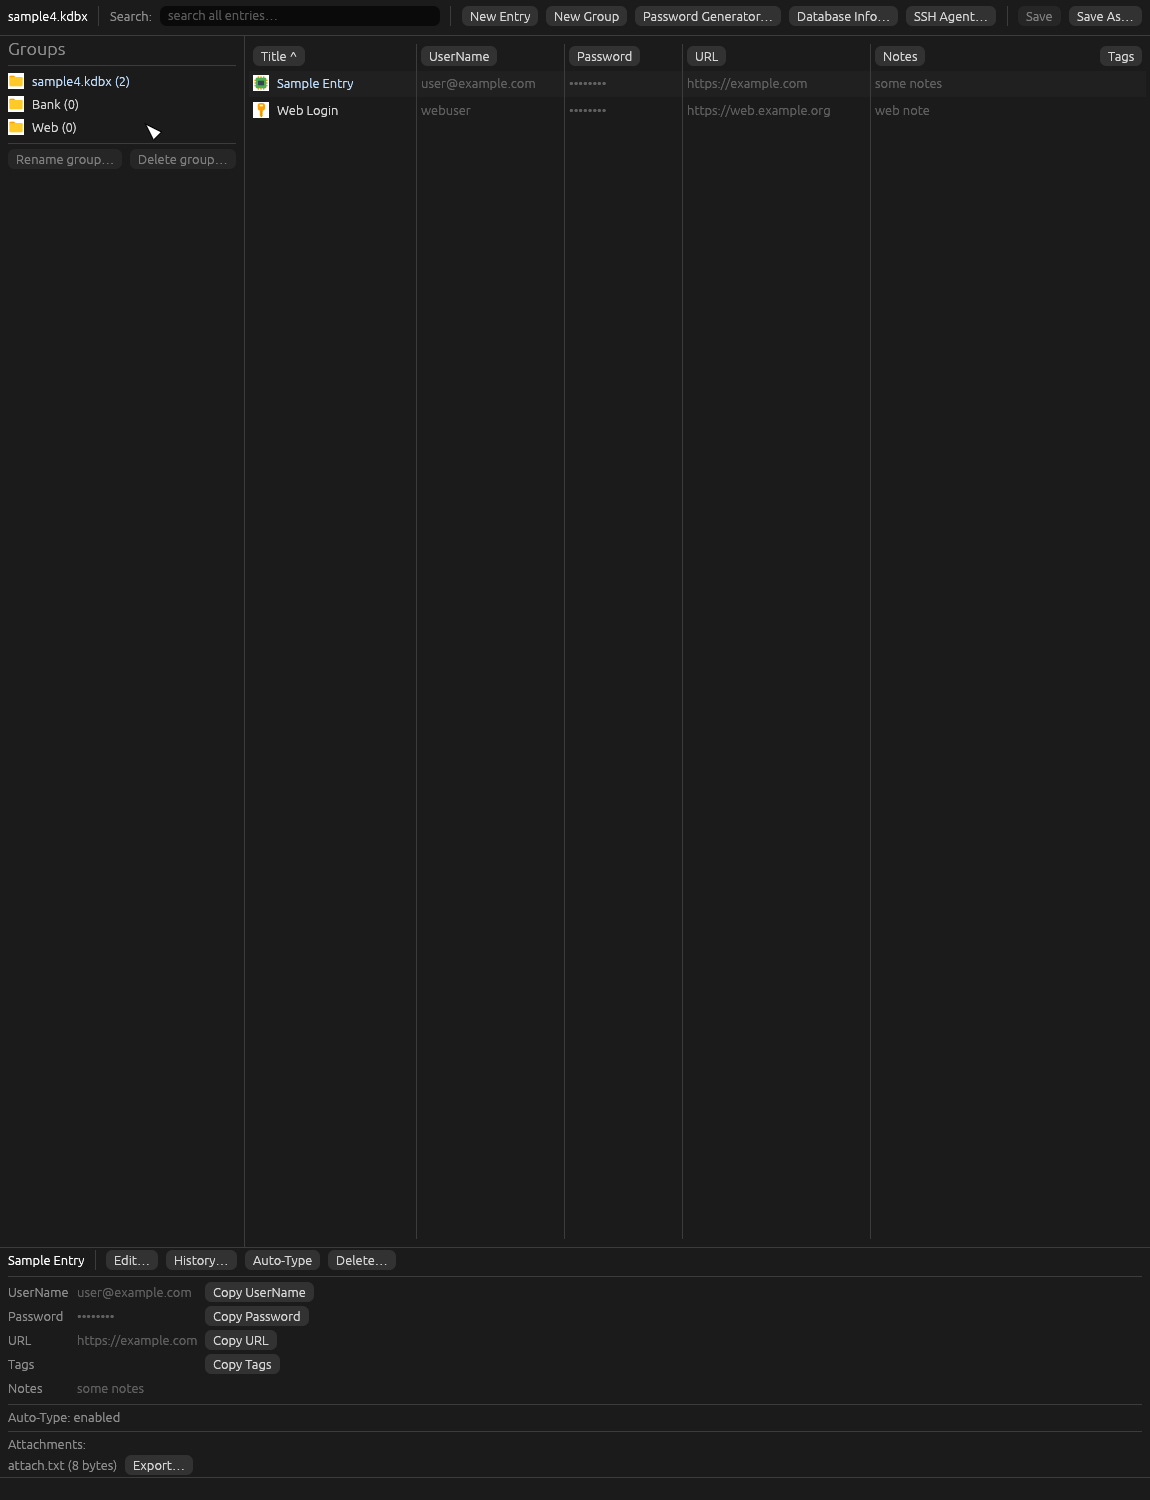 sample4.kdbx Search: search all entries... New Entry New Group Password Generator... Database Info... SSH Agent... Save Save As...
Groups
sample4.kdbx (2)
Bank (0)
Web (0)
Rename group... Delete group...
Title ^ UserName Password URL Notes Tags
Sample Entry user@example.com •••••••• https://example.com some notes
Web Login webuser •••••••• https://web.example.org web note
Sample Entry Edit... History... Auto-Type Delete...
UserName user@example.com Copy UserName
Password •••••••• Copy Password
URL https://example.com Copy URL
Tags Copy Tags
Notes some notes
Auto-Type: enabled
Attachments:
attach.txt (8 bytes) Export...